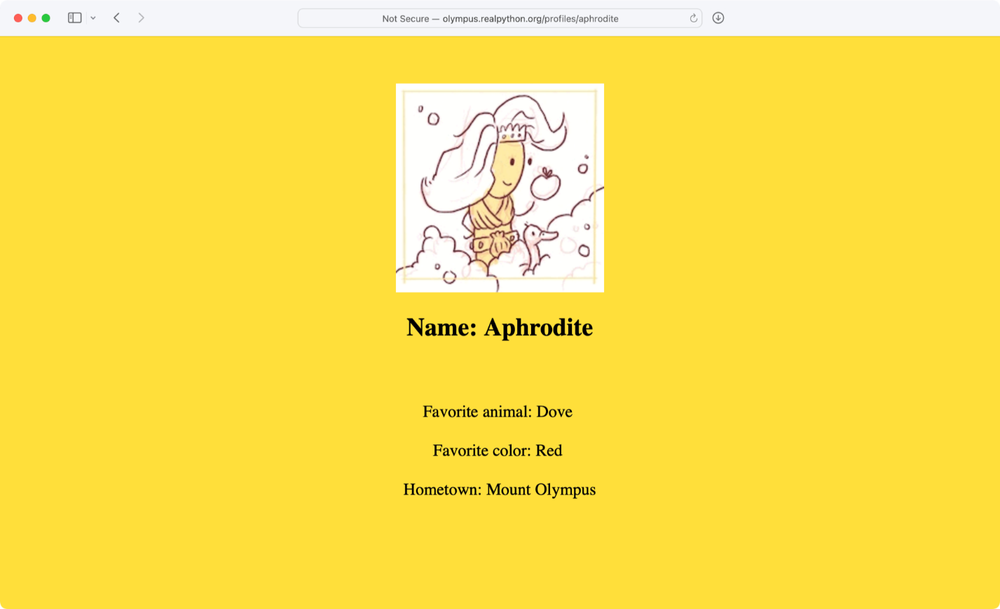 Not Secure — olympus.realpython.org/profiles/aphrodite
Name: Aphrodite
Favorite animal: Dove
Favorite color: Red
Hometown: Mount Olympus